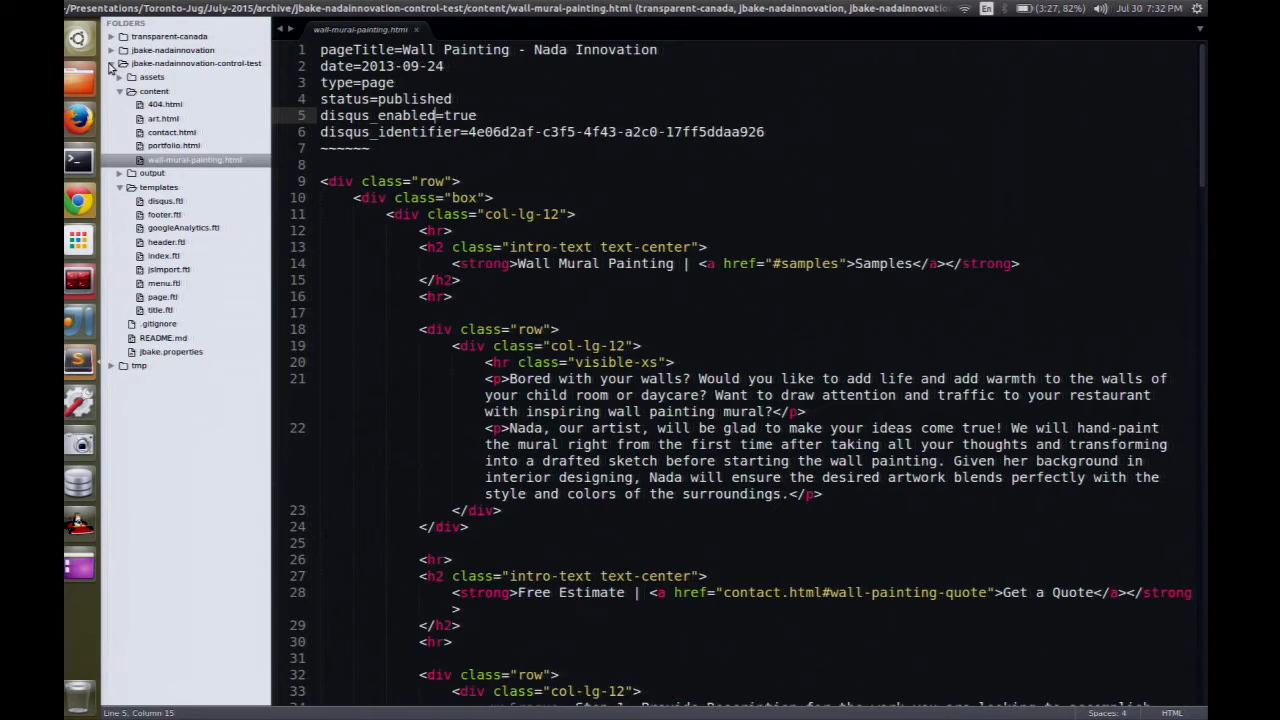 -/Presentations/Toronto-Jug/July-2015/archive/jbake-nadainnovation-control-test/content/wall-mural-painting.html (transparent-canada, jbake-nadainnovation, jbake-nadainnovatio
En
(3:27, 82%)
Jul 30 7:32 PM
FOLDERS
transparent-canada
jbake-nadainnovation
jbake-nadainnovation-control-test
assets
content
404.html
art.html
contact.html
portfolio.html
wall-mural-painting.html
output
templates
disqus.ftl
footer.ftl
googleAnalytics.ftl
header.ftl
index.ftl
jsImport.ftl
menu.ftl
page.ftl
title.ftl
.gitignore
README.md
jbake.properties
tmp
wall-mural-painting.html ×
1 pageTitle=Wall Painting - Nada Innovation
2 date=2013-09-24
3 type=page
4 status=published
5 disqus_enabled=true
6 disqus_identifier=4e06d2af-c3f5-4f43-a2c0-17ff5ddaa926
7 ~~~~~~
8
9 <div class="row">
10 <div class="box">
11 <div class="col-lg-12">
12 <hr>
13 <h2 class="intro-text text-center">
14 <strong>Wall Mural Painting | <a href="#samples">Samples</a></strong>
15 </h2>
16 <hr>
17
18 <div class="row">
19 <div class="col-lg-12">
20 <hr class="visible-xs">
21 <p>Bored with your walls? Would you like to add life and add warmth to the walls of
your child room or daycare? Want to draw attention and traffic to your restaurant
with inspiring wall painting mural?</p>
22 <p>Nada, our artist, will be glad to make your ideas come true! We will hand-paint
the mural right from the first time after taking all your thoughts and transforming
into a drafted sketch before starting the wall painting. Given her background in
interior designing, Nada will ensure the desired artwork blends perfectly with the
style and colors of the surroundings.</p>
23 </div>
24 </div>
25
26 <hr>
27 <h2 class="intro-text text-center">
28 <strong>Free Estimate | <a href="contact.html#wall-painting-quote">Get a Quote</a></strong
>
29 </h2>
30 <hr>
31
32 <div class="row">
33 <div class="col-lg-12">
Line 5, Column 15
Spaces: 4
HTML